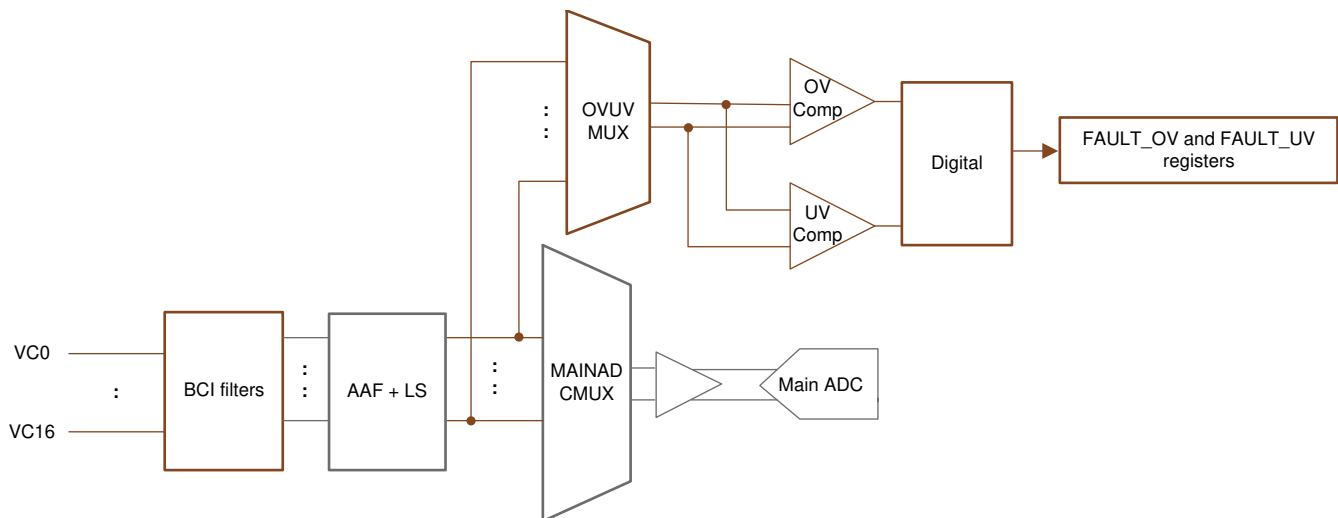 OVUV
MUX
OV
Comp
UV
Comp
Digital
FAULT_OV and FAULT_UV
registers
VC0
:
VC16
BCI filters
AAF + LS
MAINAD
CMUX
Main ADC